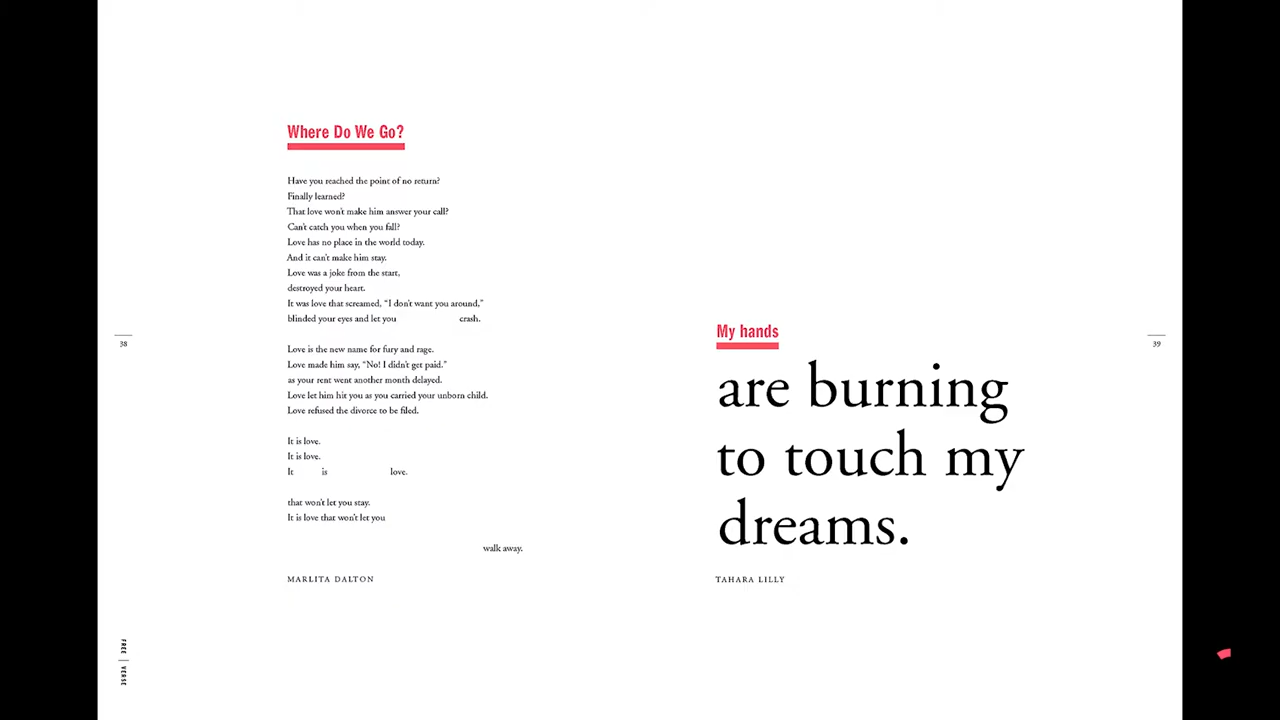 Where Do We Go?
Have you reached the point of no return?
Finally learned?
That love won't make him answer your call?
Can't catch you when you fall?
Love has no place in the world today.
And it can't make him stay.
Love was a joke from the start,
destroyed your heart.
It was love that screamed, “I don't want you around,”
blinded your eyes and let you crash.
Love is the new name for fury and rage.
Love made him say, “No! I didn't get paid.”
as your rent went another month delayed.
Love let him hit you as you carried your unborn child.
Love refused the divorce to be filed.
It is love.
It is love.
It is love.
that won't let you stay.
It is love that won't let you
walk away.
MARLITA DALTON
38
FREE | VERSE
My hands
are burning
to touch my
dreams.
TAHARA LILLY
39